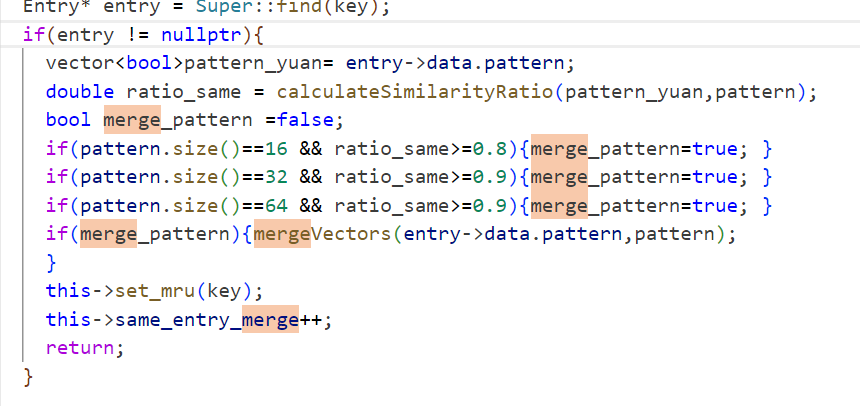 Entry* entry = Super::find(key);
if(entry != nullptr){
vector<bool>pattern_yuan= entry->data.pattern;
double ratio_same = calculateSimilarityRatio(pattern_yuan,pattern);
bool merge_pattern =false;
if(pattern.size()==16 && ratio_same>=0.8){merge_pattern=true; }
if(pattern.size()==32 && ratio_same>=0.9){merge_pattern=true; }
if(pattern.size()==64 && ratio_same>=0.9){merge_pattern=true; }
if(merge_pattern){mergeVectors(entry->data.pattern,pattern);
}
this->set_mru(key);
this->same_entry_merge++;
return;
}